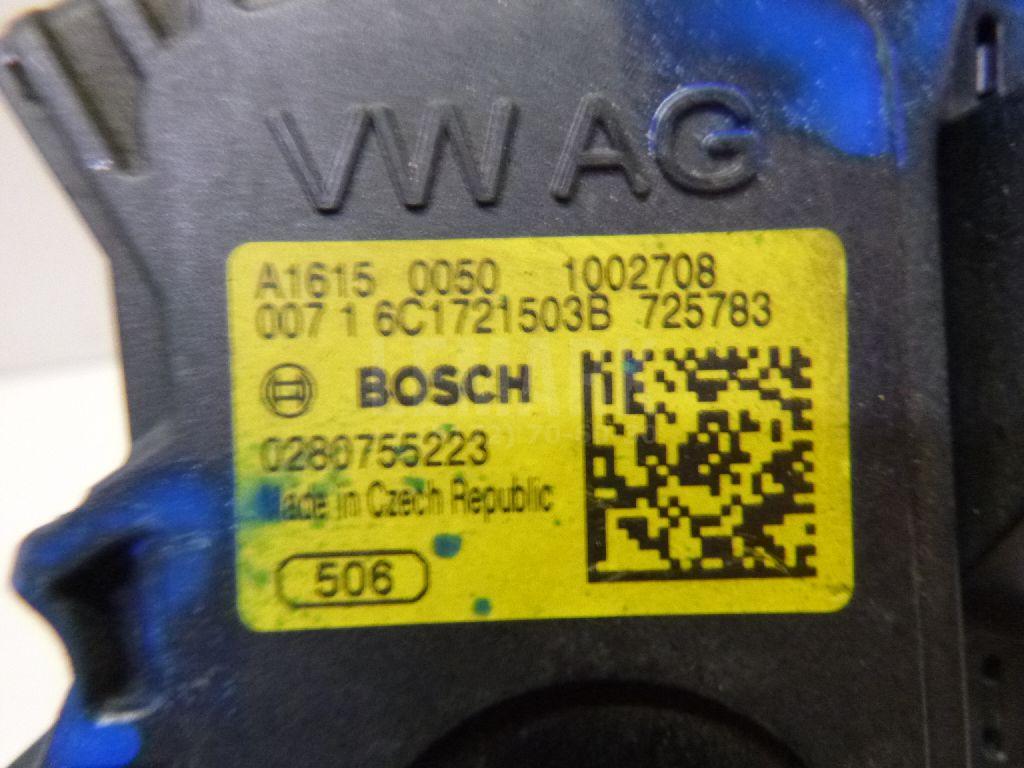 VW AG
A1615 0050 1002708
007 1 6C1721503B 725783
BOSCH
0280755223
Made in Czech Republic
506